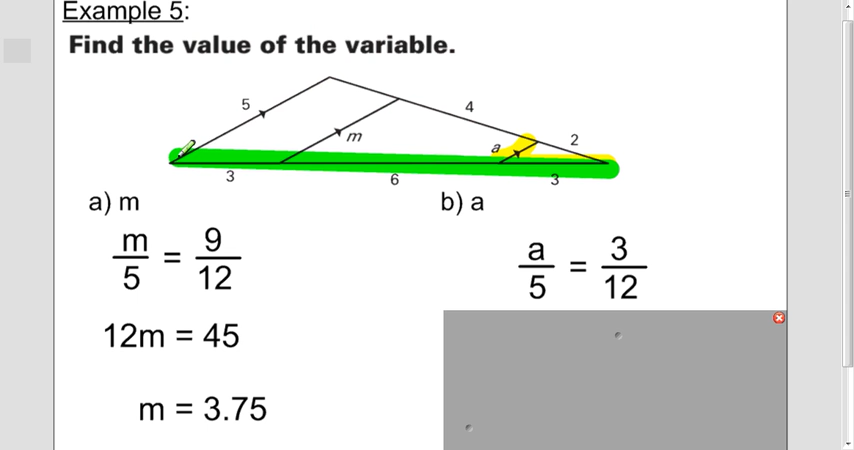 Example 5:
Find the value of the variable.
5
4
m
a
2
3
6
3
a) m
b) a
m/5 = 9/12
a/5 = 3/12
12m = 45
m = 3.75